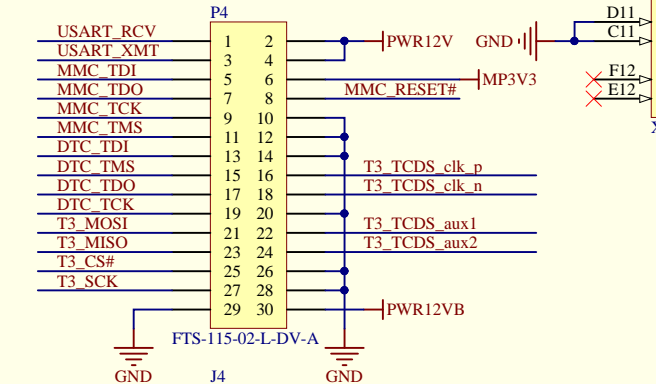 P4
D11
USART_RCV 1 2 PWR12V GND C11
USART_XMT 3 4
MMC_TDI 5 6 MP3V3 F12
MMC_TDO 7 8 MMC_RESET# E12
MMC_TCK 9 10
MMC_TMS 11 12
DTC_TDI 13 14
DTC_TMS 15 16 T3_TCDS_clk_p
DTC_TDO 17 18 T3_TCDS_clk_n
DTC_TCK 19 20
T3_MOSI 21 22 T3_TCDS_aux1
T3_MISO 23 24 T3_TCDS_aux2
T3_CS# 25 26
T3_SCK 27 28
29 30 PWR12VB
FTS-115-02-L-DV-A
GND J4 GND